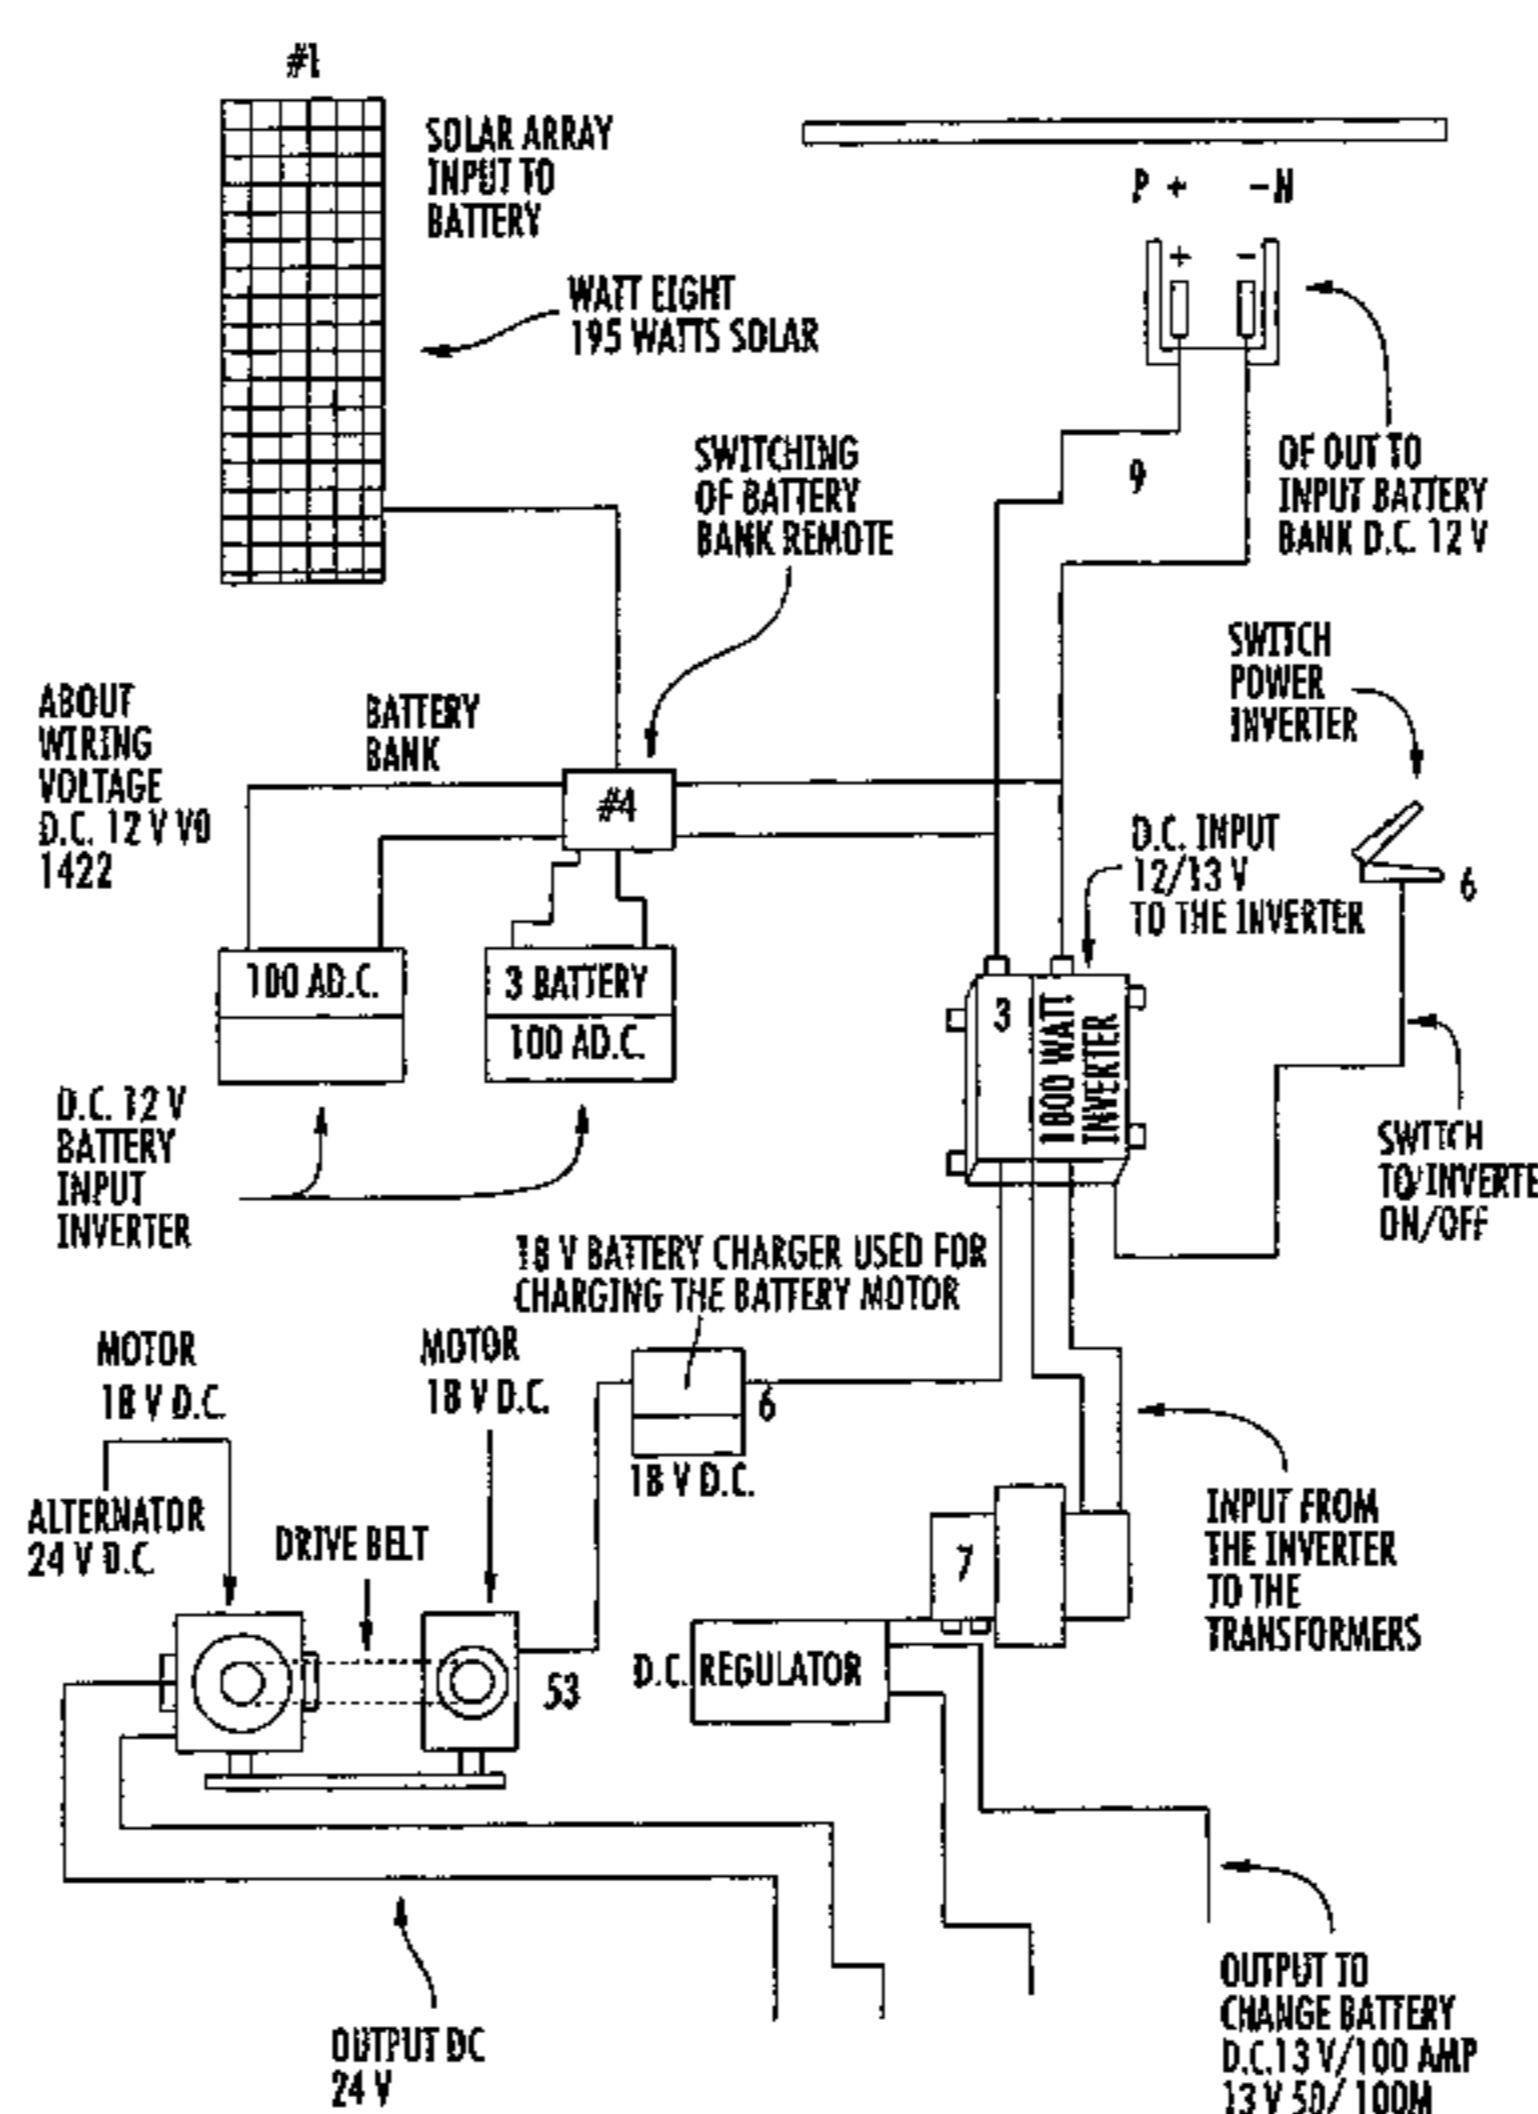 #1
SOLAR ARRAY
INPUT TO
BATTERY
P + - N
+ -
WATT EIGHT
195 WATTS SOLAR
SWITCHING
OF BATTERY
BANK REMOTE
9
OF OUT TO
INPUT BATTERY
BANK D.C. 12 V
SWITCH
POWER
INVERTER
ABOUT
WIRING
VOLTAGE
D.C. 12 V VO
1422
BATTERY
BANK
#4
D.C. INPUT
12/13 V
TO THE INVERTER
6
100 AD.C.
3 BATTERY
100 AD.C.
3
1800 WATT
INVERTER
D.C. 12 V
BATTERY
INPUT
INVERTER
SWITCH
TO/INVERTE
ON/OFF
18 V BATTERY CHARGER USED FOR
CHARGING THE BATTERY MOTOR
MOTOR
18 V D.C.
MOTOR
18 V D.C.
6
18 V D.C.
ALTERNATOR
24 V D.C.
DRIVE BELT
INPUT FROM
THE INVERTER
TO THE
TRANSFORMERS
7
53
D.C. REGULATOR
OUTPUT DC
24 V
OUTPUT TO
CHANGE BATTERY
D.C.13 V/100 AMP
13 V 50/ 100M